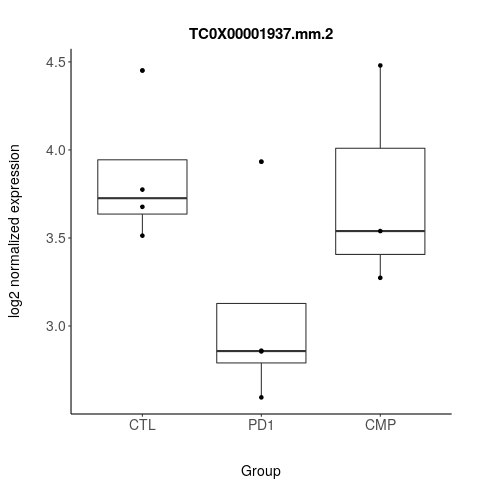 TC0X00001937.mm.2
log2 normalized expression
4.5
4.0
3.5
3.0
CTL PD1 CMP
Group